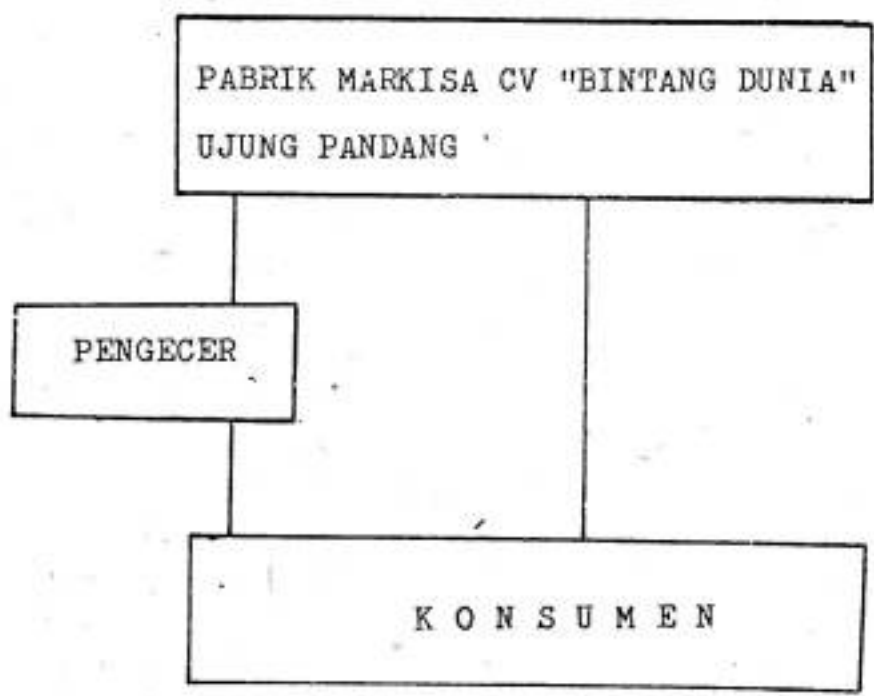 PABRIK MARKISA CV "BINTANG DUNIA"
UJUNG PANDANG
PENGECER
K O N S U M E N